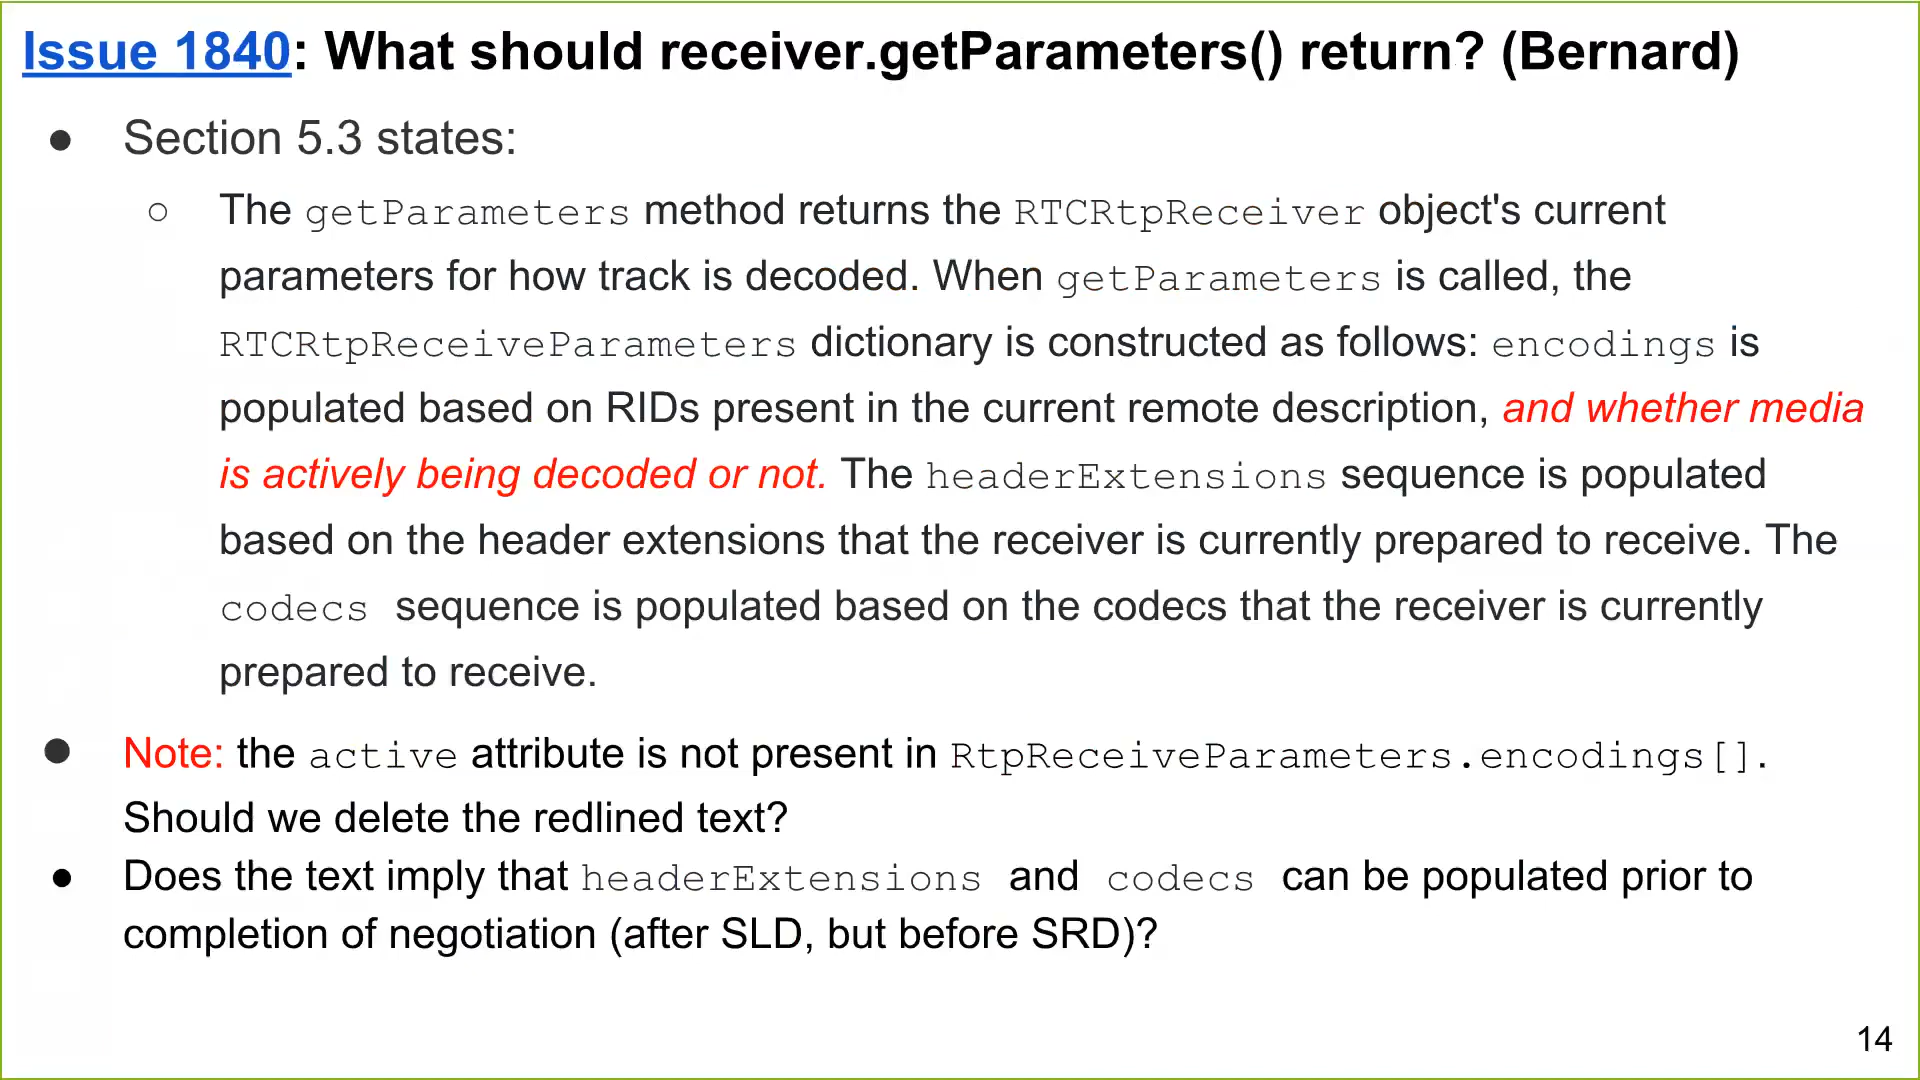 Issue 1840: What should receiver.getParameters() return? (Bernard)
● Section 5.3 states:
○ The getParameters method returns the RTCRtpReceiver object's current
parameters for how track is decoded. When getParameters is called, the
RTCRtpReceiveParameters dictionary is constructed as follows: encodings is
populated based on RIDs present in the current remote description, and whether media
is actively being decoded or not. The headerExtensions sequence is populated
based on the header extensions that the receiver is currently prepared to receive. The
codecs sequence is populated based on the codecs that the receiver is currently
prepared to receive.
● Note: the active attribute is not present in RtpReceiveParameters.encodings[].
Should we delete the redlined text?
● Does the text imply that headerExtensions and codecs can be populated prior to
completion of negotiation (after SLD, but before SRD)?
14